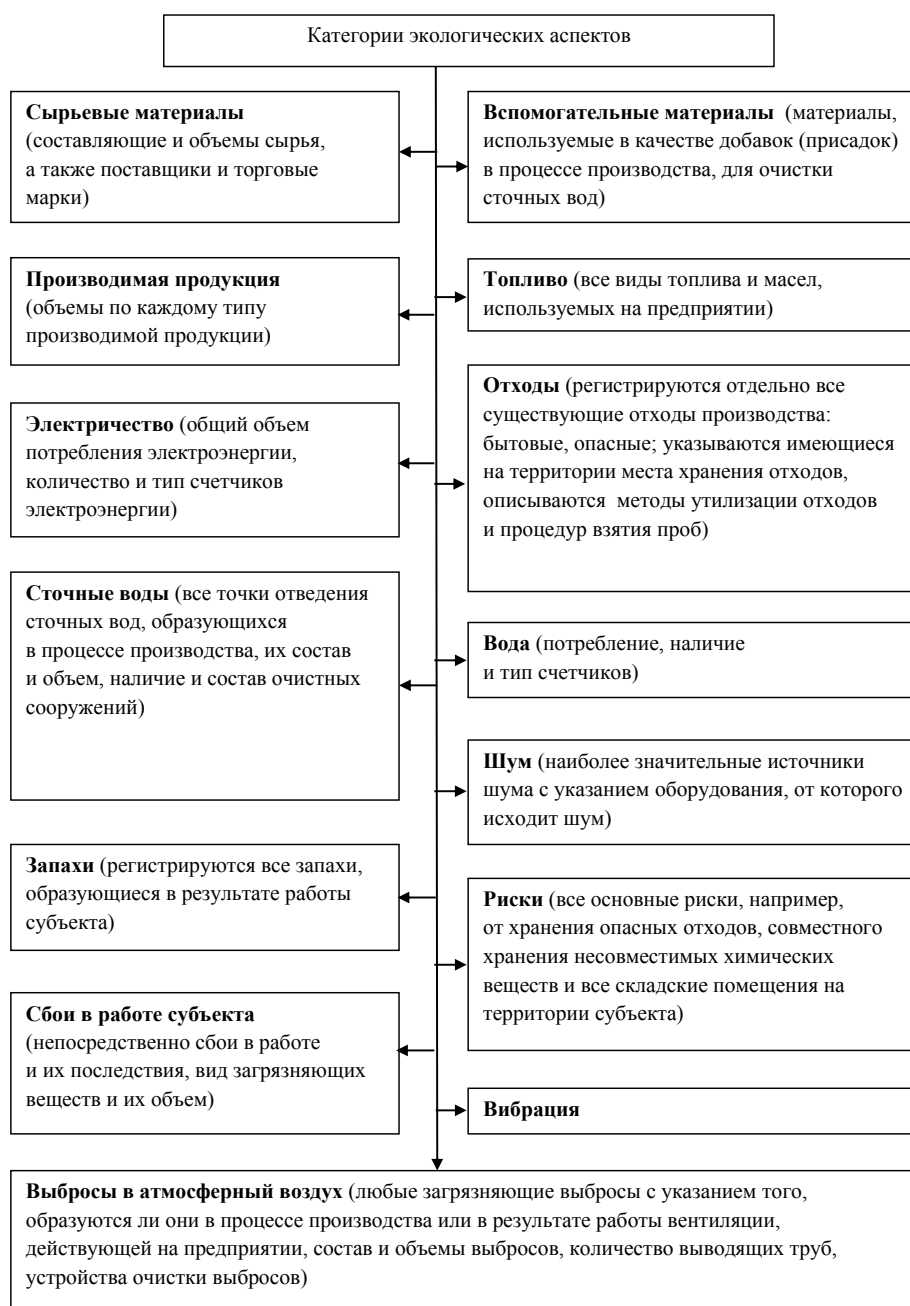 Категории экологических аспектов
Сырьевые материалы
(составляющие и объемы сырья,
а также поставщики и торговые
марки)
Вспомогательные материалы (материалы,
используемые в качестве добавок (присадок)
в процессе производства, для очистки
сточных вод)
Производимая продукция
(объемы по каждому типу
производимой продукции)
Топливо (все виды топлива и масел,
используемых на предприятии)
Электричество (общий объем
потребления электроэнергии,
количество и тип счетчиков
электроэнергии)
Отходы (регистрируются отдельно все
существующие отходы производства:
бытовые, опасные; указываются имеющиеся
на территории места хранения отходов,
описываются методы утилизации отходов
и процедур взятия проб)
Сточные воды (все точки отведения
сточных вод, образующихся
в процессе производства, их состав
и объем, наличие и состав очистных
сооружений)
Вода (потребление, наличие
и тип счетчиков)
Шум (наиболее значительные источники
шума с указанием оборудования, от которого
исходит шум)
Запахи (регистрируются все запахи,
образующиеся в результате работы
субъекта)
Риски (все основные риски, например,
от хранения опасных отходов, совместного
хранения несовместимых химических
веществ и все складские помещения на
территории субъекта)
Сбои в работе субъекта
(непосредственно сбои в работе
и их последствия, вид загрязняющих
веществ и их объем)
Вибрация
Выбросы в атмосферный воздух (любые загрязняющие выбросы с указанием того,
образуются ли они в процессе производства или в результате работы вентиляции,
действующей на предприятии, состав и объемы выбросов, количество выводящих труб,
устройства очистки выбросов)